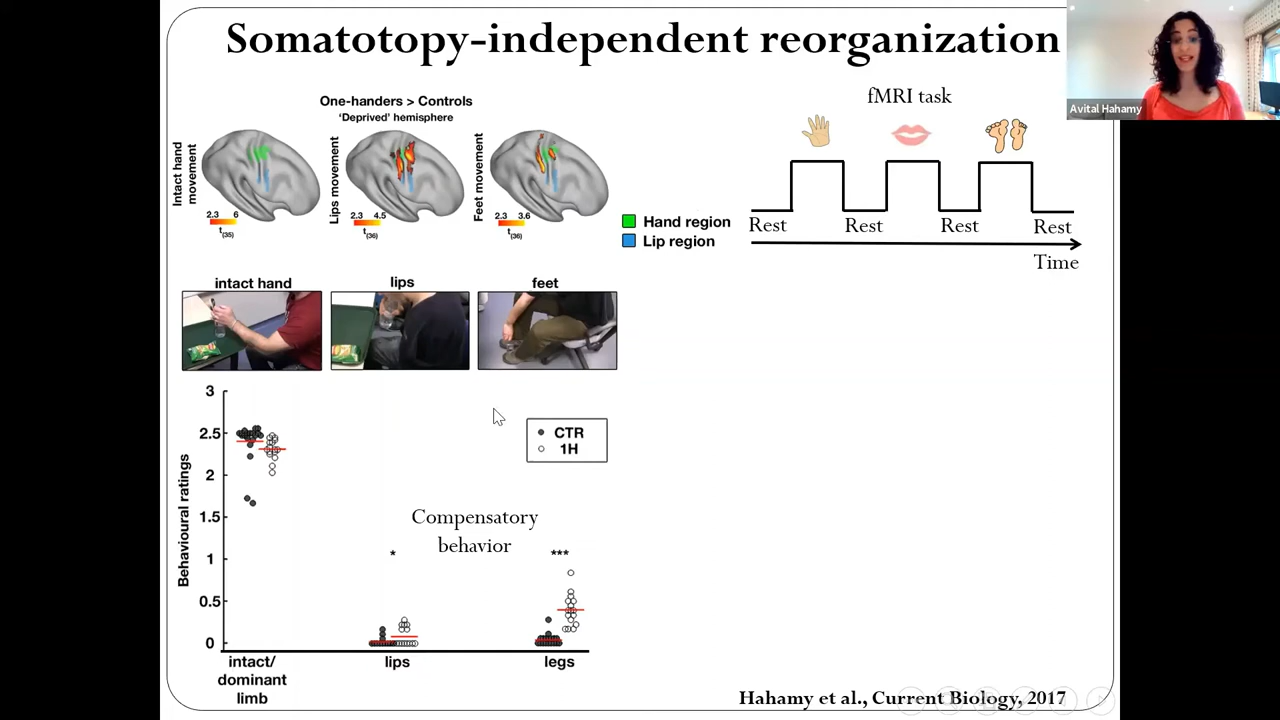 Somatotopy-independent reorganization
Avital Hahamy
One-handers > Controls
'Deprived' hemisphere
Intact hand
movement
2.3 6
t(35)
Lips movement
2.3 4.5
t(36)
Feet movement
2.3 3.6
t(36)
Hand region
Lip region
fMRI task
Rest
Rest
Rest
Rest
Time
intact hand
lips
feet
Behavioural ratings
3
2.5
2
1.5
1
0.5
0
CTR
1H
Compensatory
behavior
*
***
intact/
dominant
limb
lips
legs
Hahamy et al., Current Biology, 2017